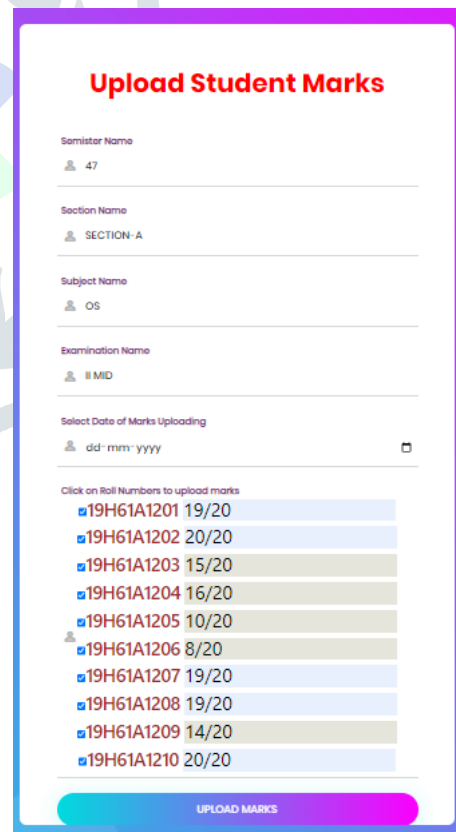 Upload Student Marks
Semister Name
47
Section Name
SECTION-A
Subject Name
OS
Examination Name
II MID
Select Date of Marks Uploading
dd-mm-yyyy
Click on Roll Numbers to upload marks
19H61A1201 19/20
19H61A1202 20/20
19H61A1203 15/20
19H61A1204 16/20
19H61A1205 10/20
19H61A1206 8/20
19H61A1207 19/20
19H61A1208 19/20
19H61A1209 14/20
19H61A1210 20/20
UPLOAD MARKS